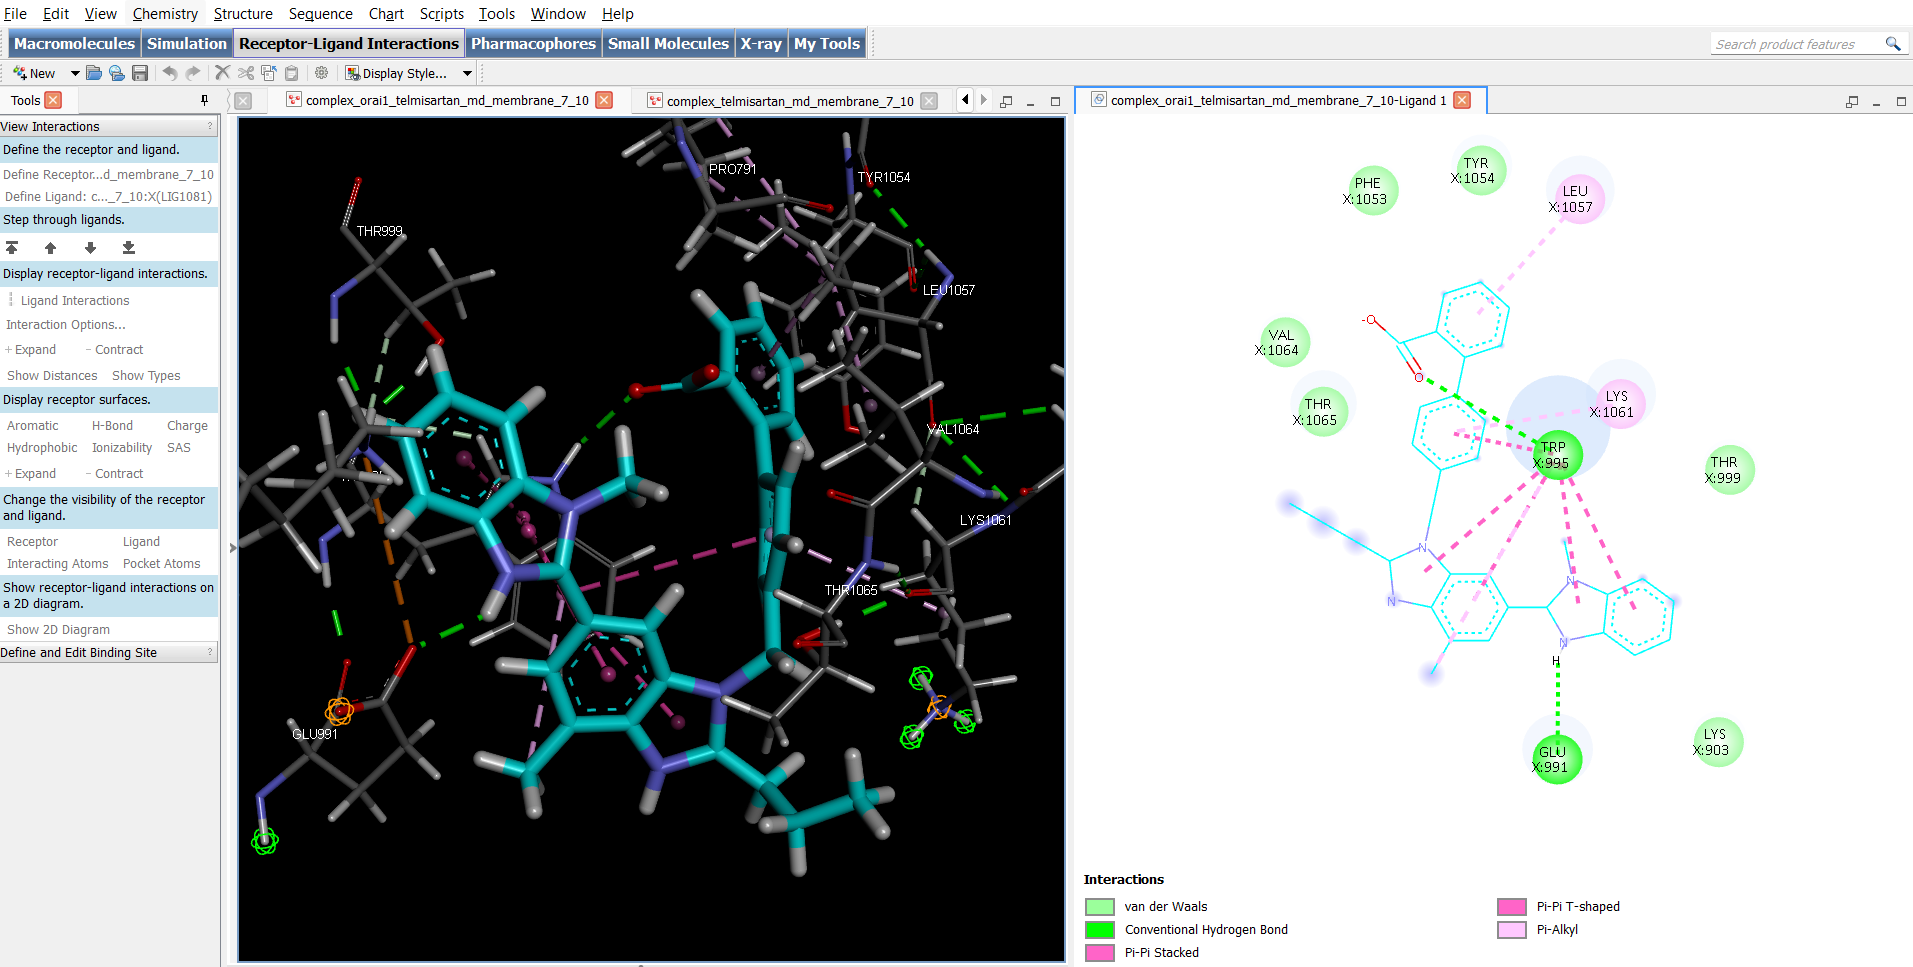 File Edit View Chemistry Structure Sequence Chart Scripts Tools Window Help
Macromolecules Simulation Receptor-Ligand Interactions Pharmacophores Small Molecules X-ray My Tools
Search product features
New Display Style...
Tools
complex_orai1_telmisartan_md_membrane_7_10
complex_telmisartan_md_membrane_7_10
complex_orai1_telmisartan_md_membrane_7_10-Ligand 1
View Interactions ?
Define the receptor and ligand.
Define Receptor...d_membrane_7_10
Define Ligand: c..._7_10:X(LIG1081)
Step through ligands.
Display receptor-ligand interactions.
Ligand Interactions
Interaction Options...
+ Expand - Contract
Show Distances Show Types
Display receptor surfaces.
Aromatic H-Bond Charge
Hydrophobic Ionizability SAS
+ Expand - Contract
Change the visibility of the receptor
and ligand.
Receptor Ligand
Interacting Atoms Pocket Atoms
Show receptor-ligand interactions on
a 2D diagram.
Show 2D Diagram
Define and Edit Binding Site ?
PRO791
TYR1054
THR999
LEU1057
VAL1064
LYS1061
THR1065
GLU991
PHE
X:1053
TYR
X:1054
LEU
X:1057
-O
O
VAL
X:1064
THR
X:1065
LYS
X:1061
TRP
X:995
THR
X:999
N
N
N
N
H
GLU
X:991
LYS
X:903
Interactions
van der Waals
Conventional Hydrogen Bond
Pi-Pi Stacked
Pi-Pi T-shaped
Pi-Alkyl